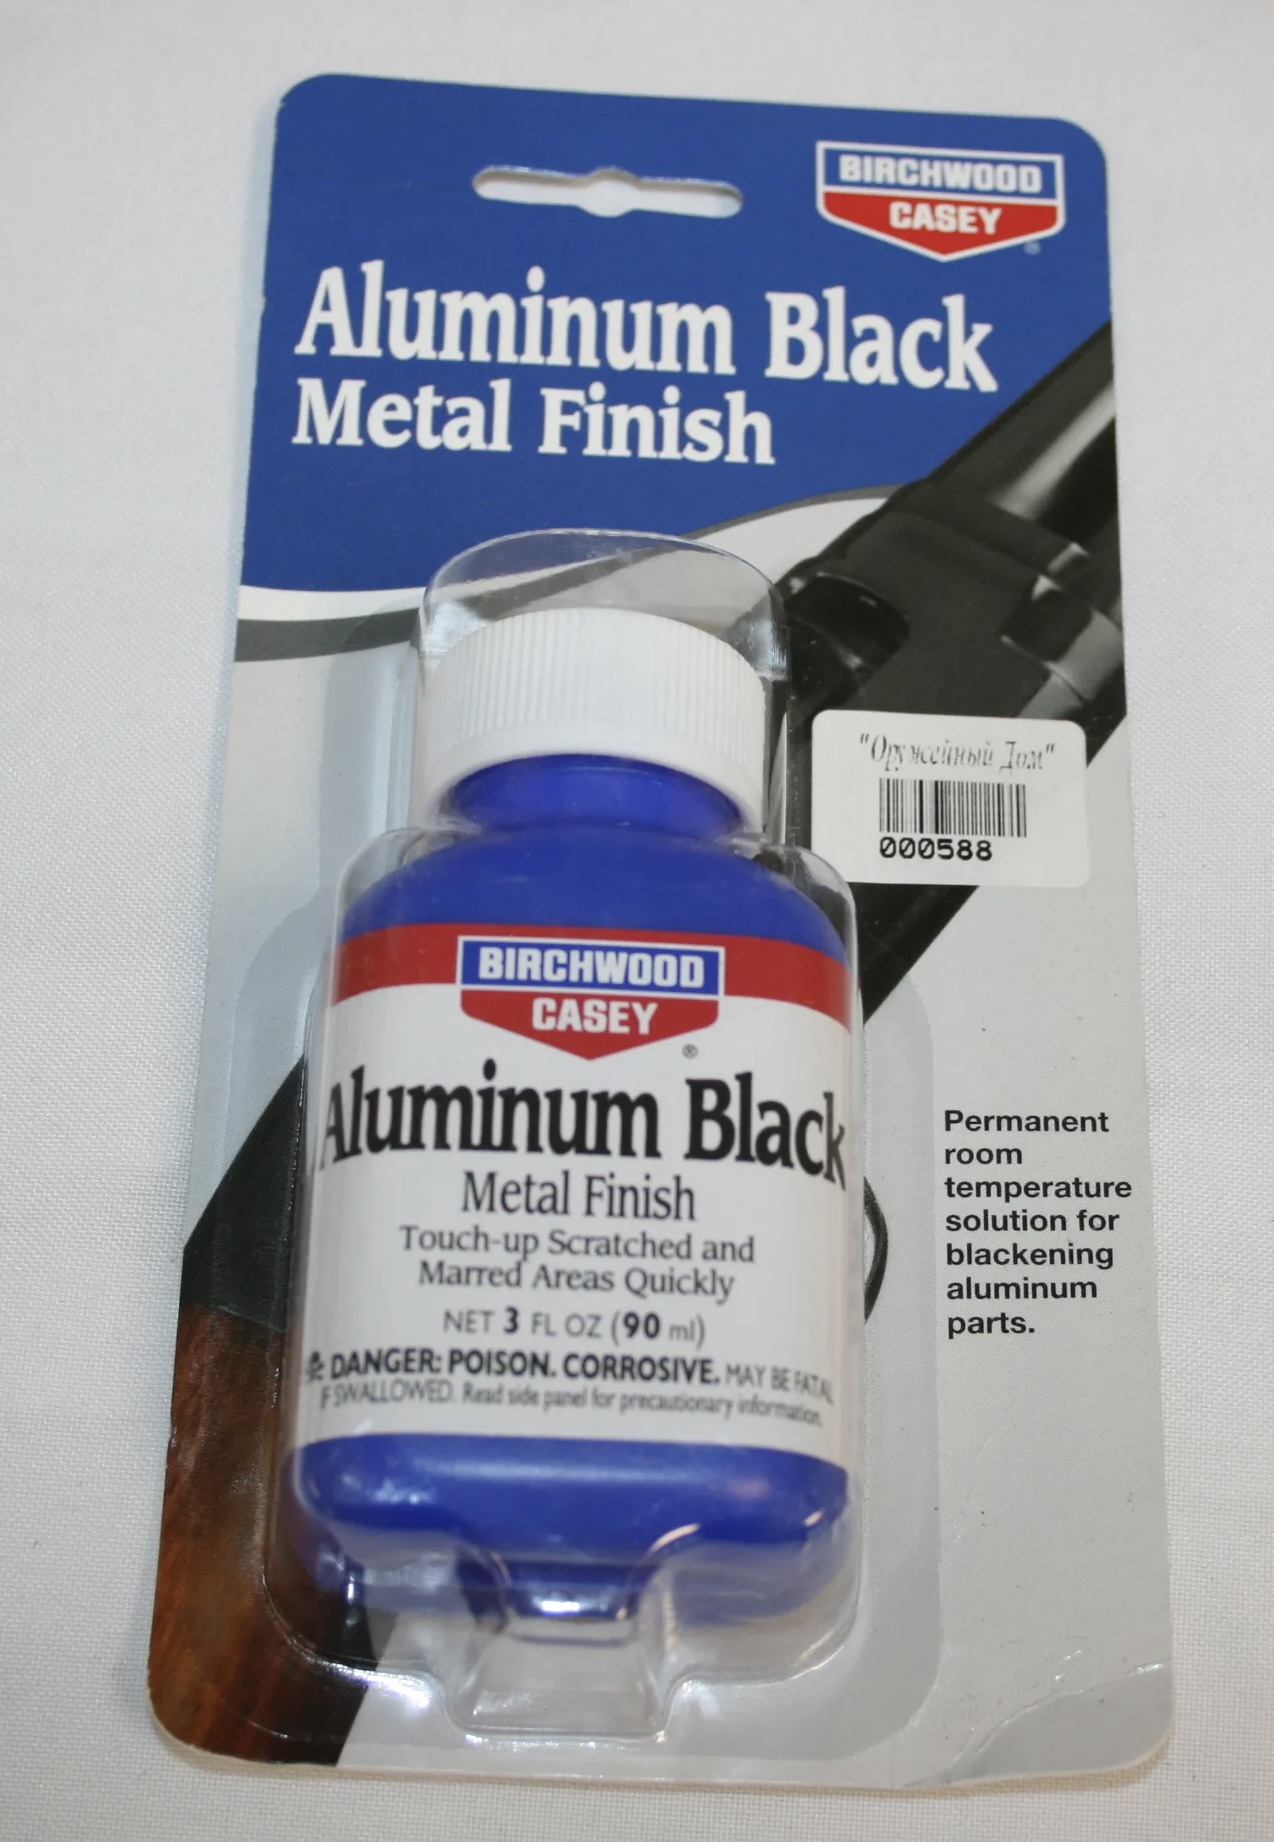 BIRCHWOOD
CASEY
®
Aluminum Black
Metal Finish
"Оружейный Дом"
000588
BIRCHWOOD
CASEY
®
Aluminum Black
Metal Finish
Touch-up Scratched and
Marred Areas Quickly
NET 3 FL OZ (90 ml)
DANGER: POISON. CORROSIVE. MAY BE FATAL
IF SWALLOWED. Read side panel for precautionary information.
Permanent
room
temperature
solution for
blackening
aluminum
parts.